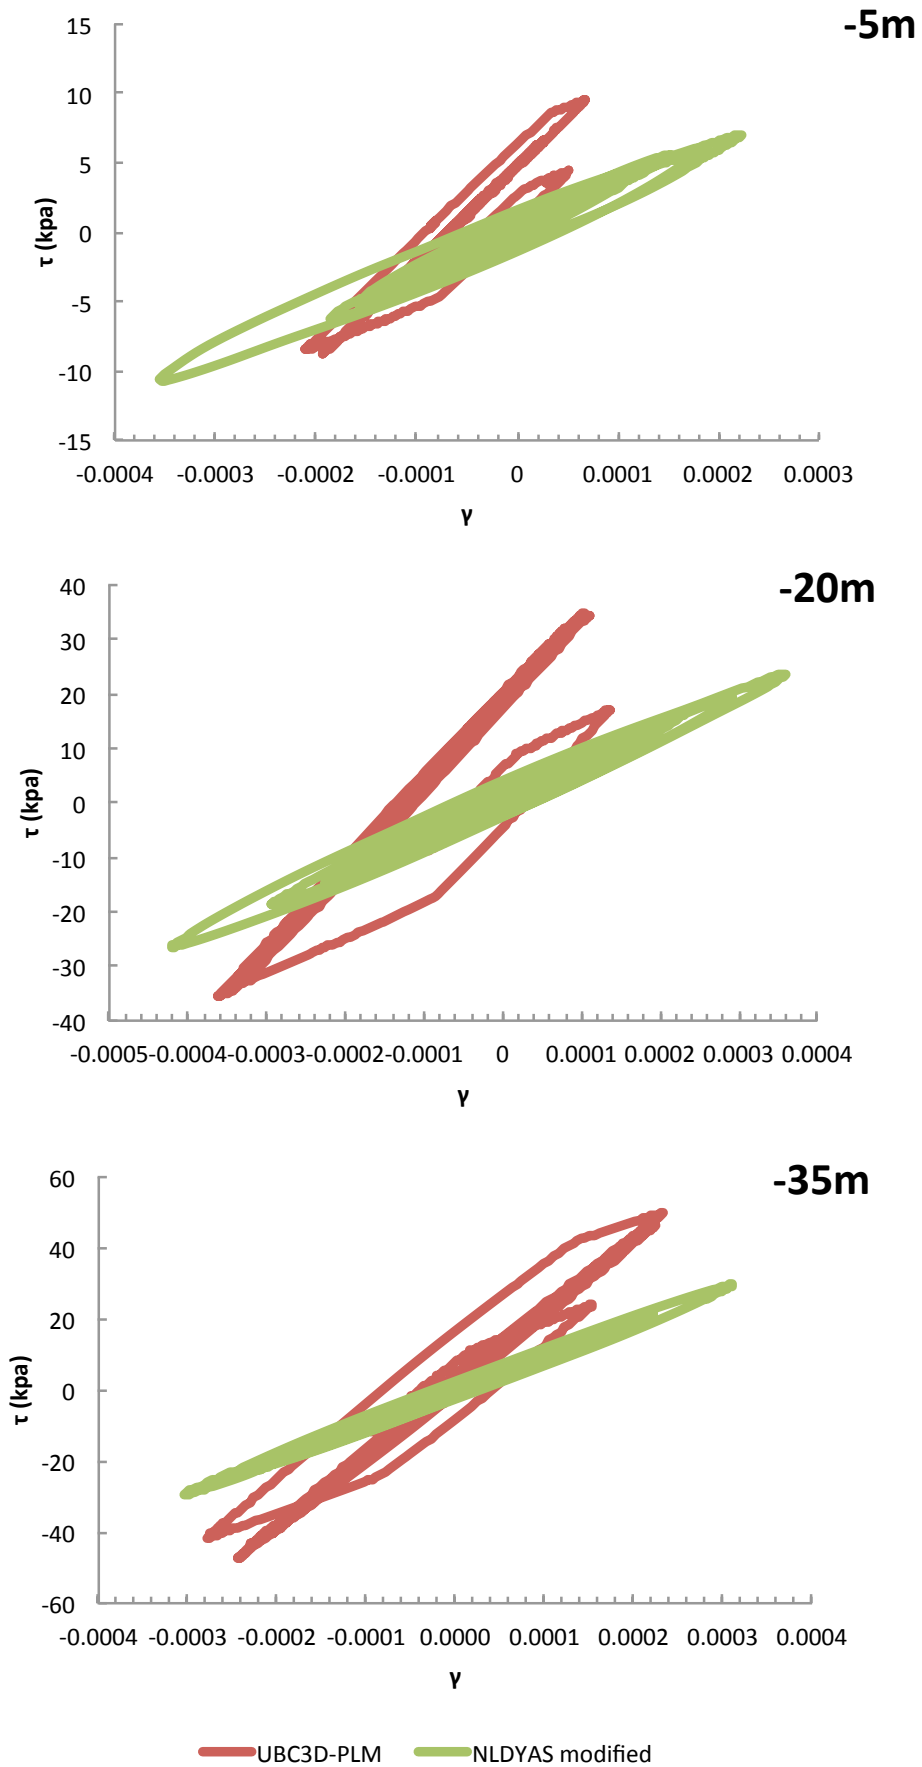 -5m
15
10
5
0
-5
-10
-15
τ (kpa)
-0.0004 -0.0003 -0.0002 -0.0001 0 0.0001 0.0002 0.0003
γ
-20m
40
30
20
10
0
-10
-20
-30
-40
τ (kpa)
-0.0005 -0.0004 -0.0003 -0.0002 -0.0001 0 0.0001 0.0002 0.0003 0.0004
γ
-35m
60
40
20
0
-20
-40
-60
τ (kpa)
-0.0004 -0.0003 -0.0002 -0.0001 0.0000 0.0001 0.0002 0.0003 0.0004
γ
UBC3D-PLM NLDYAS modified